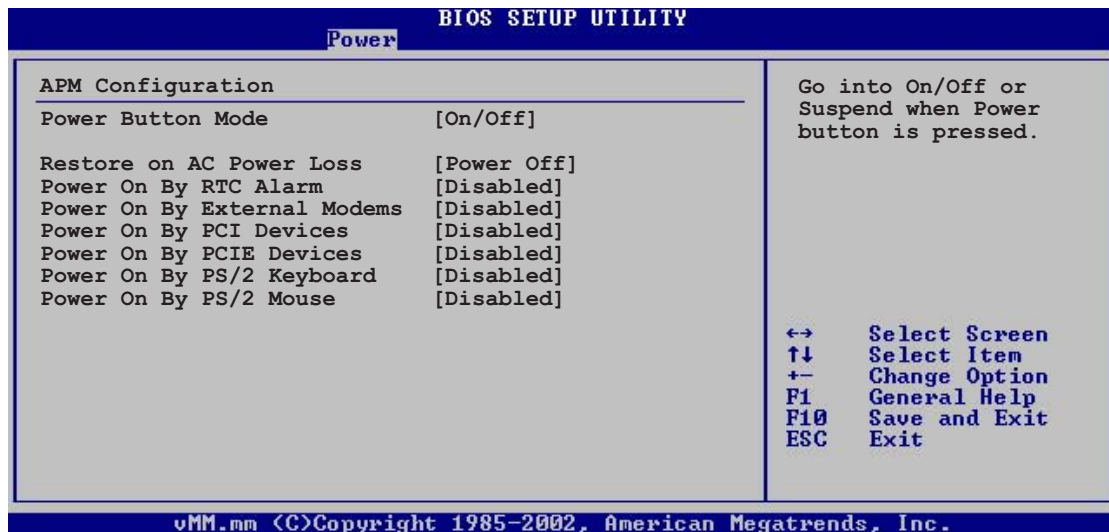 BIOS SETUP UTILITY
Power
APM Configuration
Power Button Mode [On/Off]
Restore on AC Power Loss [Power Off]
Power On By RTC Alarm [Disabled]
Power On By External Modems [Disabled]
Power On By PCI Devices [Disabled]
Power On By PCIE Devices [Disabled]
Power On By PS/2 Keyboard [Disabled]
Power On By PS/2 Mouse [Disabled]
Go into On/Off or
Suspend when Power
button is pressed.
←→ Select Screen
↑↓ Select Item
+- Change Option
F1 General Help
F10 Save and Exit
ESC Exit
vMM.mm (C)Copyright 1985-2002, American Megatrends, Inc.